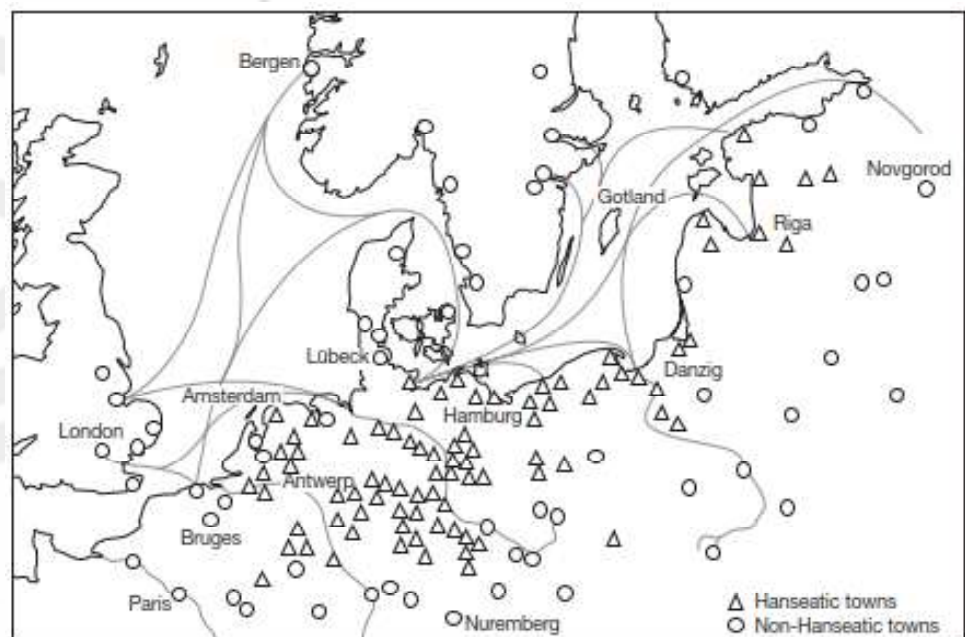 Bergen
Novgorod
Gotland
Riga
Lübeck
Danzig
Amsterdam
Hamburg
London
Antwerp
Bruges
Paris
Nuremberg
Hanseatic towns
Non-Hanseatic towns